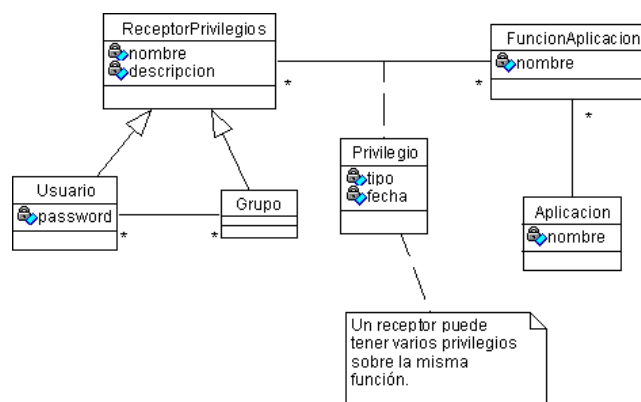 ReceptorPrivilegios
nombre
descripcion
*
*
FuncionAplicacion
nombre
*
Privilegio
tipo
fecha
Usuario
password
*
*
Grupo
Aplicacion
nombre
Un receptor puede
tener varios privilegios
sobre la misma
función.